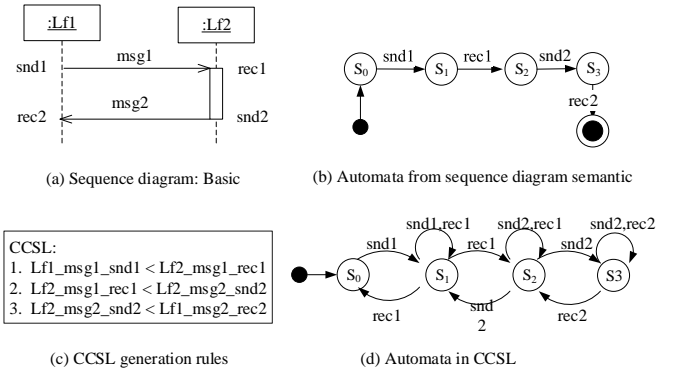 :Lf1
:Lf2
snd1
msg1
rec1
rec2
msg2
snd2
(a) Sequence diagram: Basic
S0
snd1
S1
rec1
S2
snd2
S3
rec2
(b) Automata from sequence diagram semantic
CCSL:
1. Lf1_msg1_snd1 < Lf2_msg1_rec1
2. Lf2_msg1_rec1 < Lf2_msg2_snd2
3. Lf2_msg2_snd2 < Lf1_msg2_rec2
(c) CCSL generation rules
snd1,rec1
snd2,rec1
snd2,rec2
snd1
rec1
snd2
S0
S1
S2
S3
rec1
snd
2
rec2
(d) Automata in CCSL